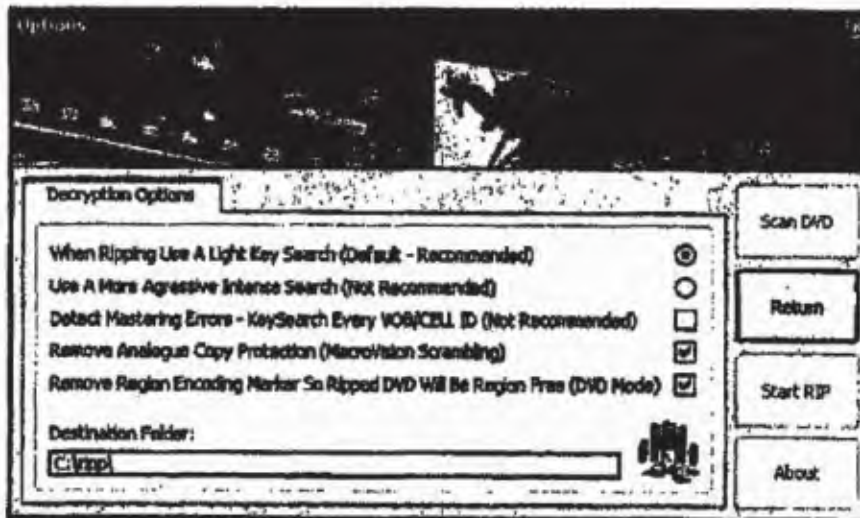 Options
Decryption Options
When Ripping Use A Light Key Search (Default - Recommended)
Use A More Agressive Intense Search (Not Recommended)
Detect Mastering Errors - KeySearch Every VOB/CELL ID (Not Recommended)
Remove Analogue Copy Protection (MacroVision Scrambling)
Remove Region Encoding Marker So Ripped DVD Will Be Region Free (DVD Mode)
Destination Folder:
Scan DVD
Return
Start RIP
About